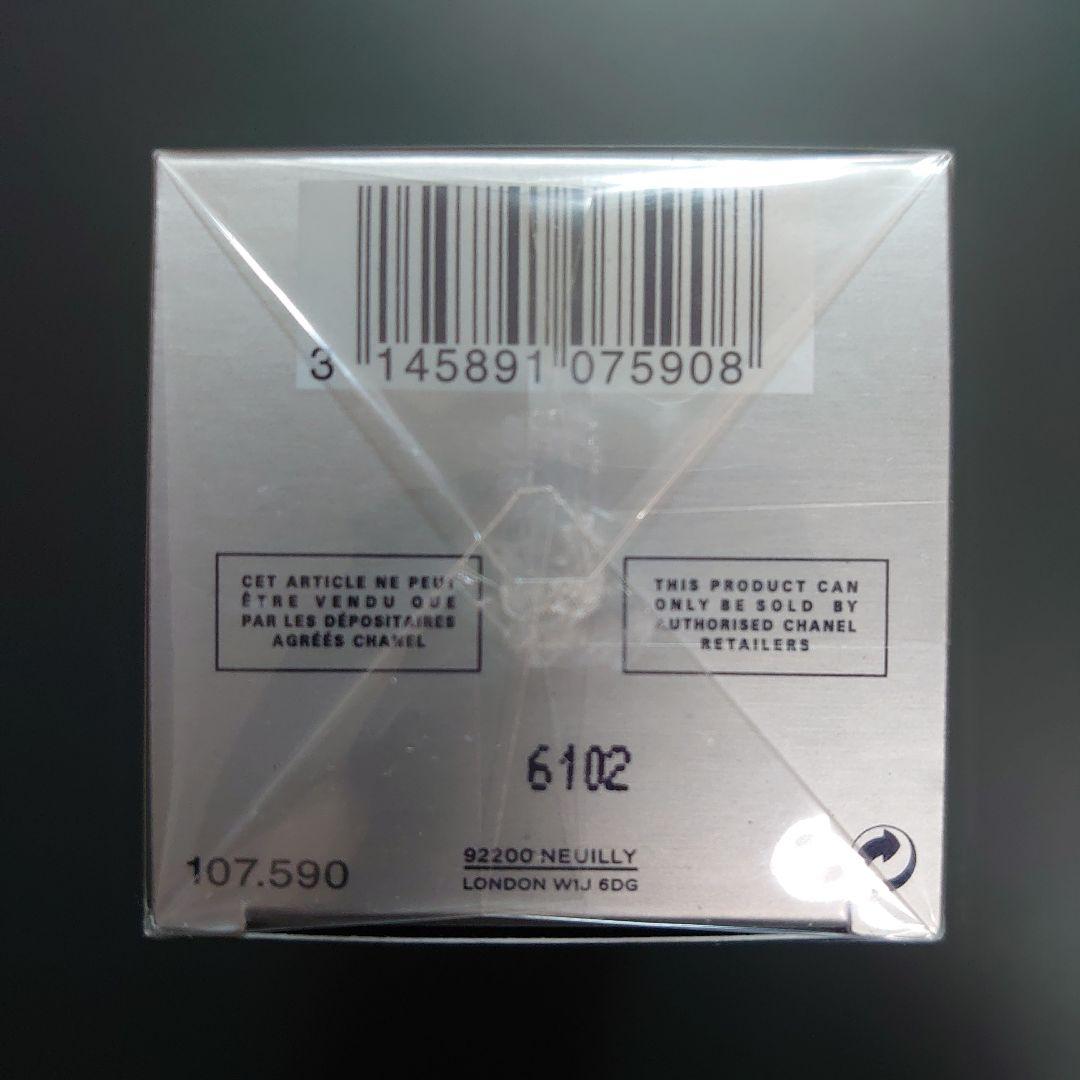 3 145891 075908
CET ARTICLE NE PEUT
ÊTRE VENDU QUE
PAR LES DÉPOSITAIRES
AGRÉÉS CHANEL
THIS PRODUCT CAN
ONLY BE SOLD BY
AUTHORISED CHANEL
RETAILERS
6102
107.590
92200 NEUILLY
LONDON W1J 6DG